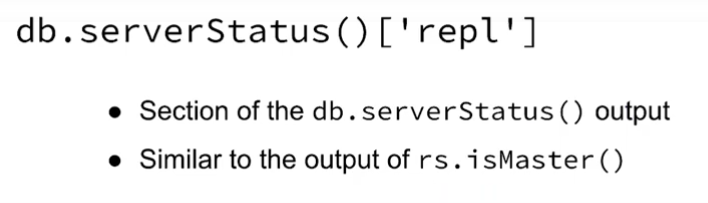 db.serverStatus()['repl']
● Section of the db.serverStatus() output
● Similar to the output of rs.isMaster()